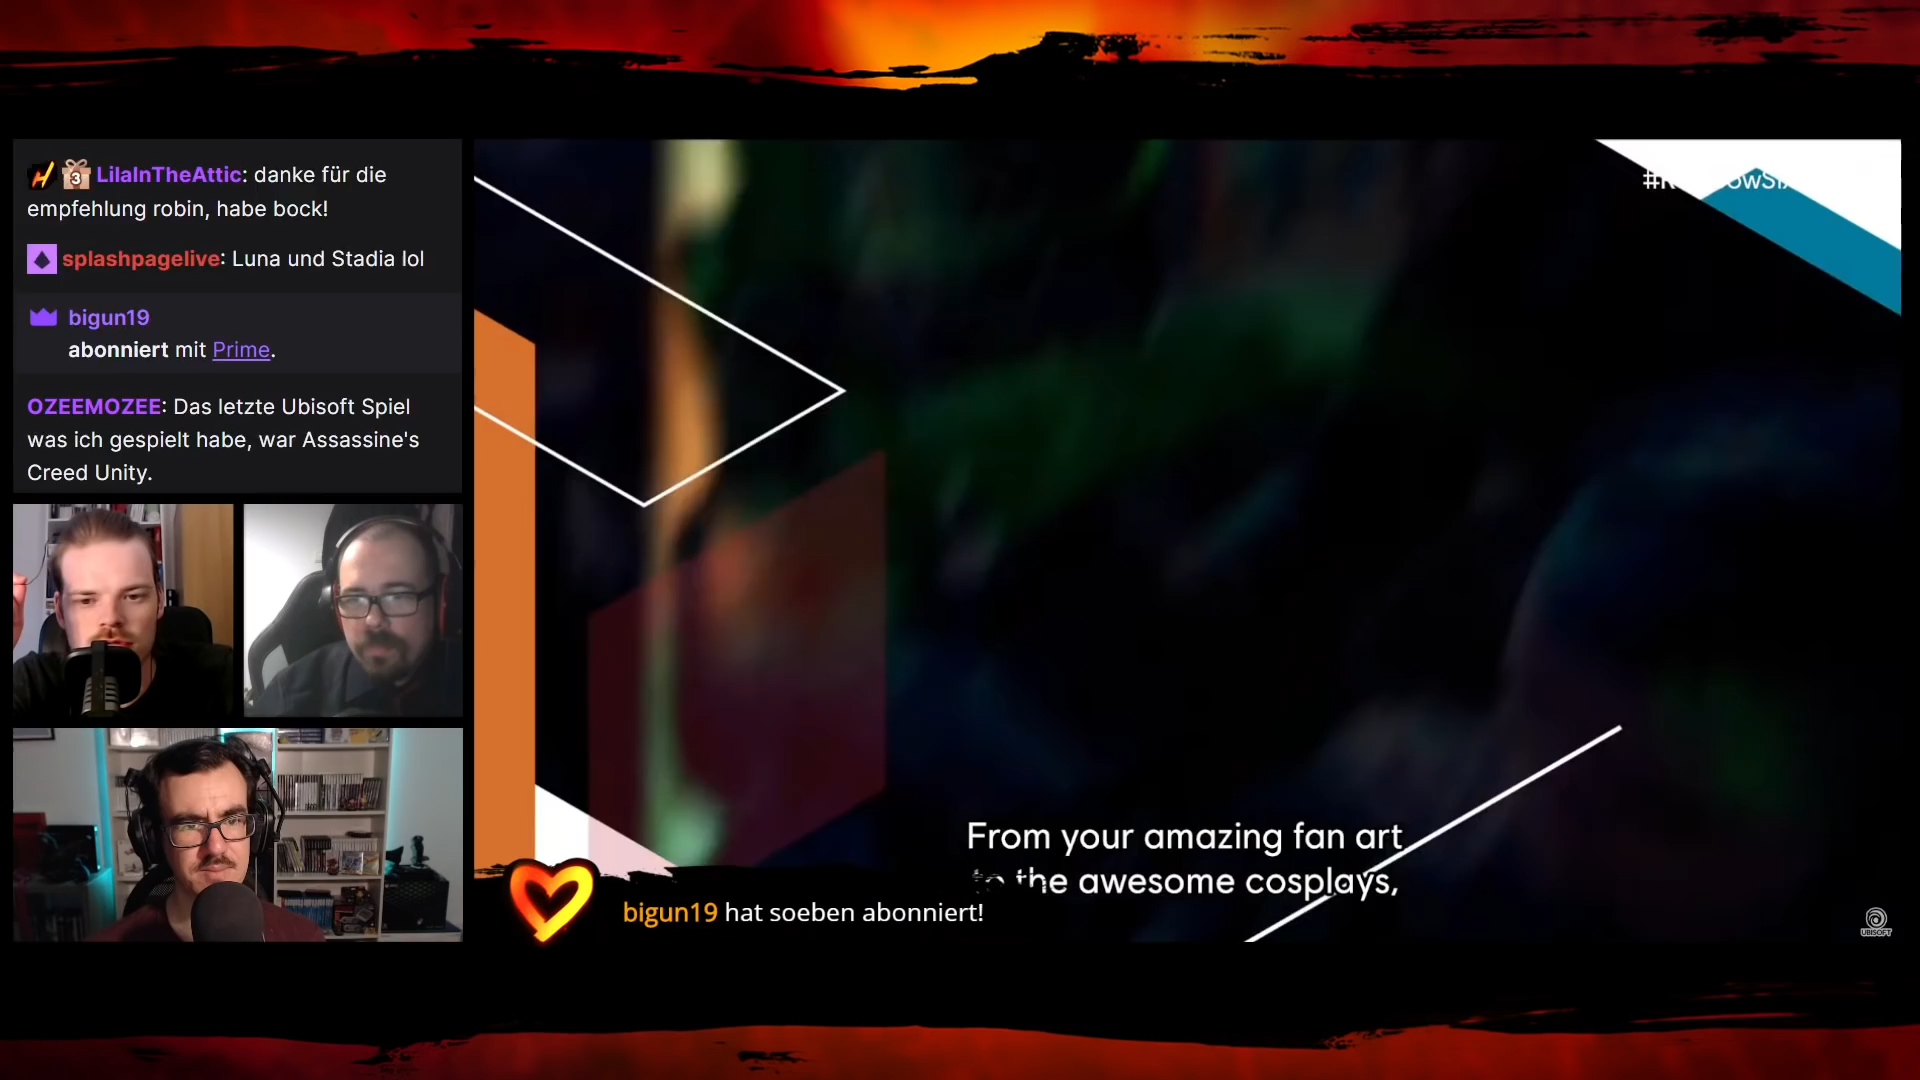 LilaInTheAttic: danke für die
empfehlung robin, habe bock!
splashpagelive: Luna und Stadia lol
bigun19
abonniert mit Prime.
OZEEMOZEE: Das letzte Ubisoft Spiel
was ich gespielt habe, war Assassine's
Creed Unity.
From your amazing fan art
to the awesome cosplays,
bigun19 hat soeben abonniert!
UBISOFT